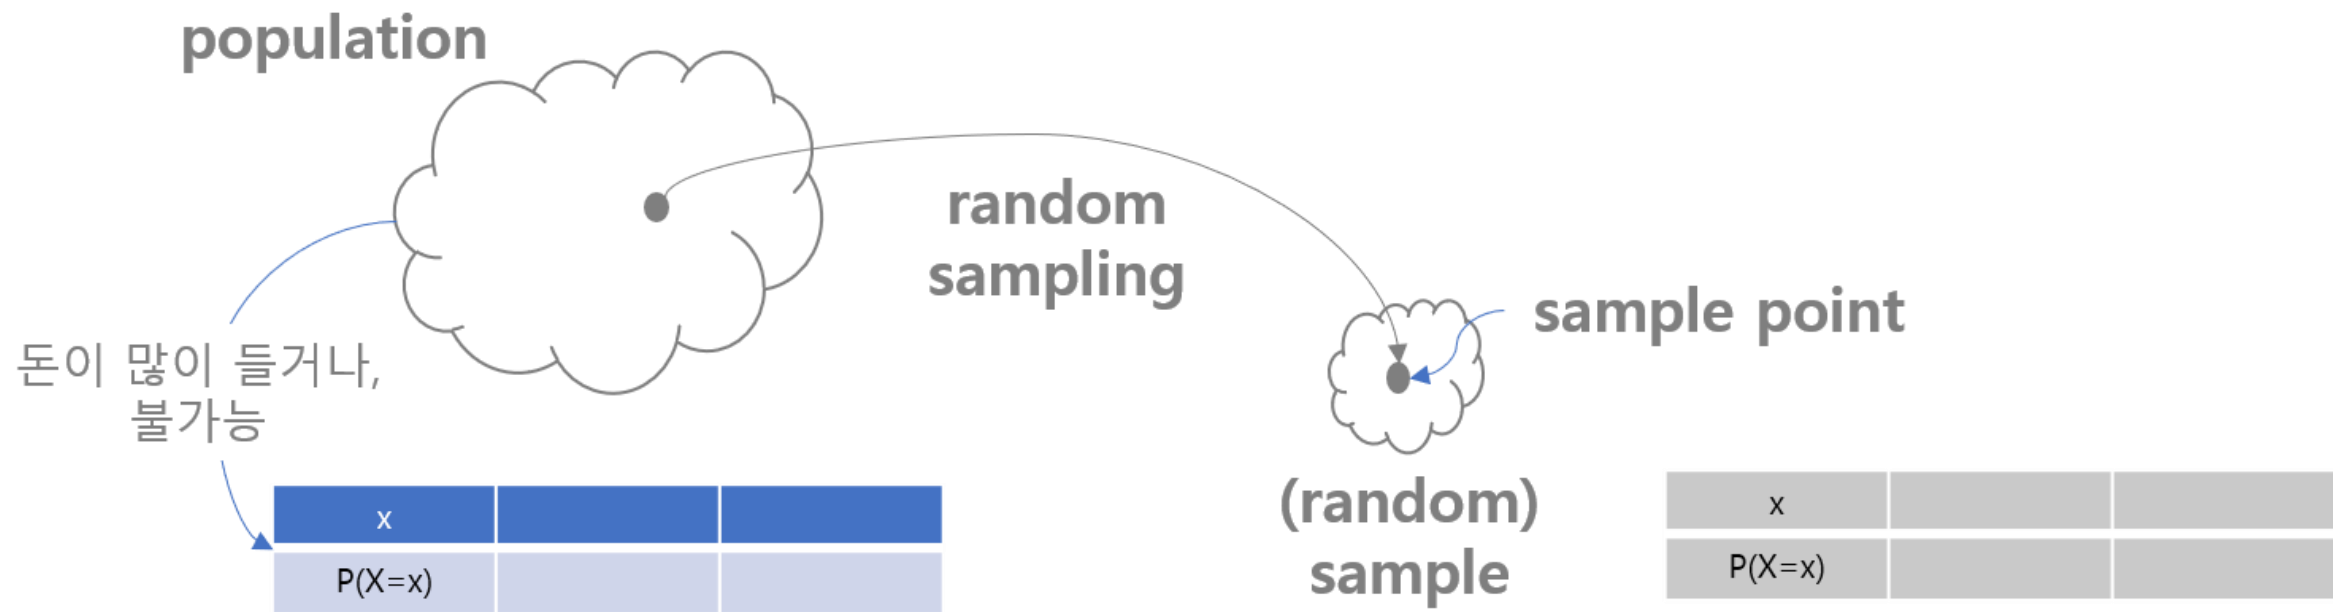 population
random
sampling
sample point
돈이 많이 들거나,
불가능
(random)
sample
x
P(X=x)
x
P(X=x)